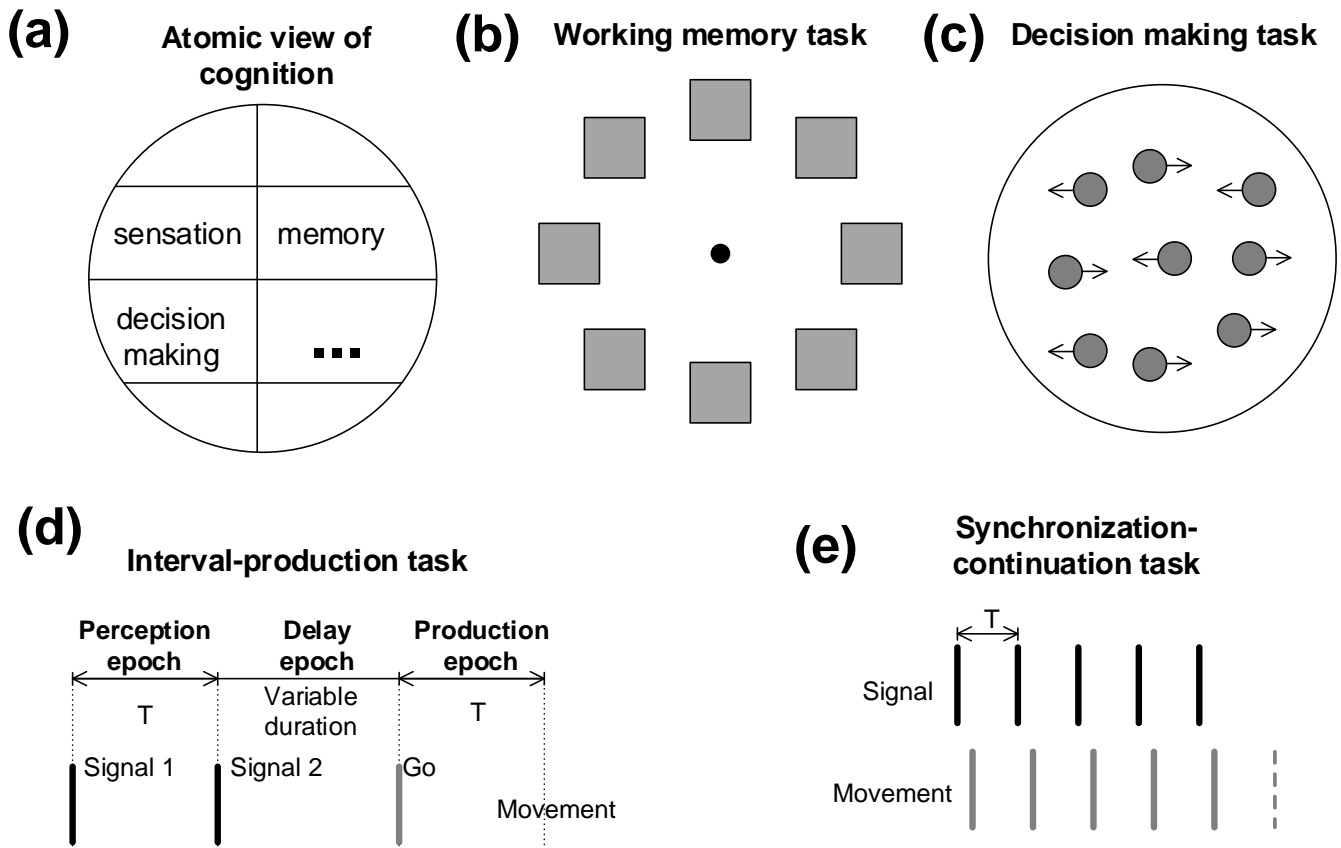 (a)
Atomic view of
cognition
sensation
memory
decision
making
...
(b)
Working memory task
(c)
Decision making task
(d)
Interval-production task
Perception
epoch
Delay
epoch
Production
epoch
T
Variable
duration
T
Signal 1
Signal 2
Go
Movement
(e)
Synchronization-
continuation task
T
Signal
Movement